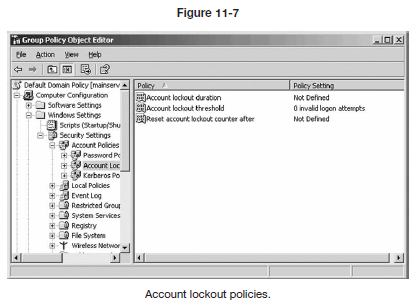 Figure 11-7
Group Policy Object Editor
File Action View Help
Default Domain Policy [mainserv
Computer Configuration
Software Settings
Windows Settings
Scripts (Startup/Shu
Security Settings
Account Policies
Password Po
Account Loc
Kerberos Po
Local Policies
Event Log
Restricted Group
System Services
Registry
File System
Wireless Networ
Policy Policy Setting
Account lockout duration Not Defined
Account lockout threshold 0 invalid logon attempts
Reset account lockout counter after Not Defined
Account lockout policies.